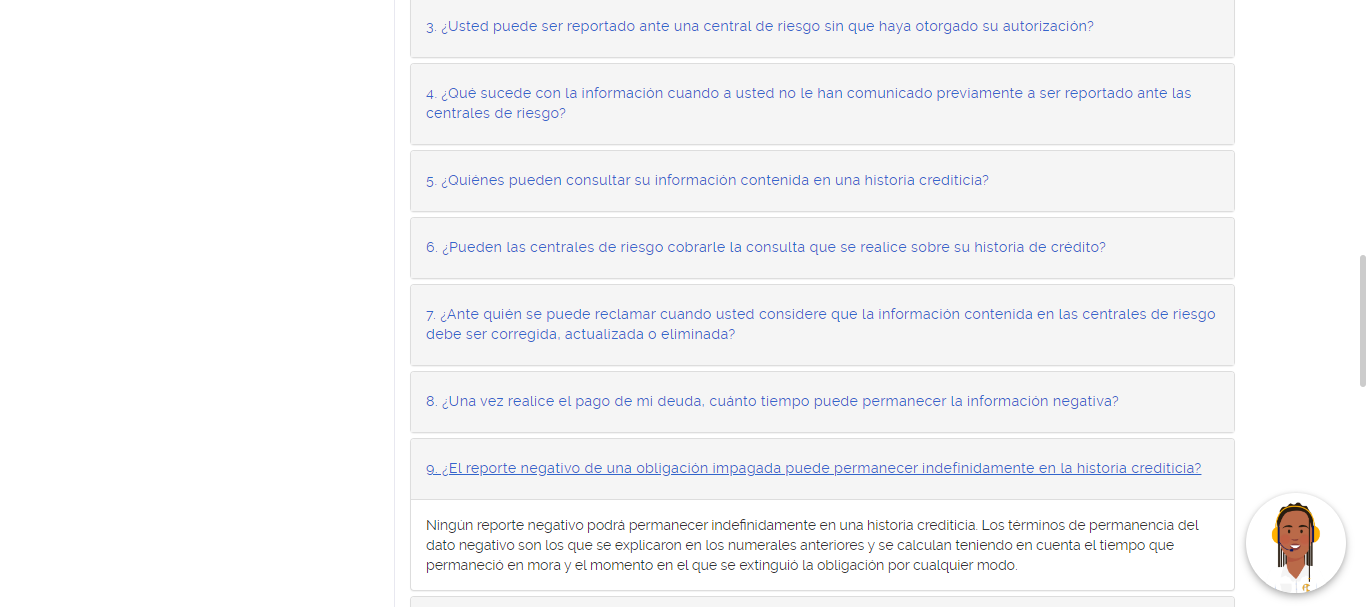 3. ¿Usted puede ser reportado ante una central de riesgo sin que haya otorgado su autorización?
4. ¿Qué sucede con la información cuando a usted no le han comunicado previamente a ser reportado ante las
centrales de riesgo?
5. ¿Quiénes pueden consultar su información contenida en una historia crediticia?
6. ¿Pueden las centrales de riesgo cobrarle la consulta que se realice sobre su historia de crédito?
7. ¿Ante quién se puede reclamar cuando usted considere que la información contenida en las centrales de riesgo
debe ser corregida, actualizada o eliminada?
8. ¿Una vez realice el pago de mi deuda, cuánto tiempo puede permanecer la información negativa?
9. ¿El reporte negativo de una obligación impagada puede permanecer indefinidamente en la historia crediticia?
Ningún reporte negativo podrá permanecer indefinidamente en una historia crediticia. Los términos de permanencia del
dato negativo son los que se explicaron en los numerales anteriores y se calculan teniendo en cuenta el tiempo que
permaneció en mora y el momento en el que se extinguió la obligación por cualquier modo.